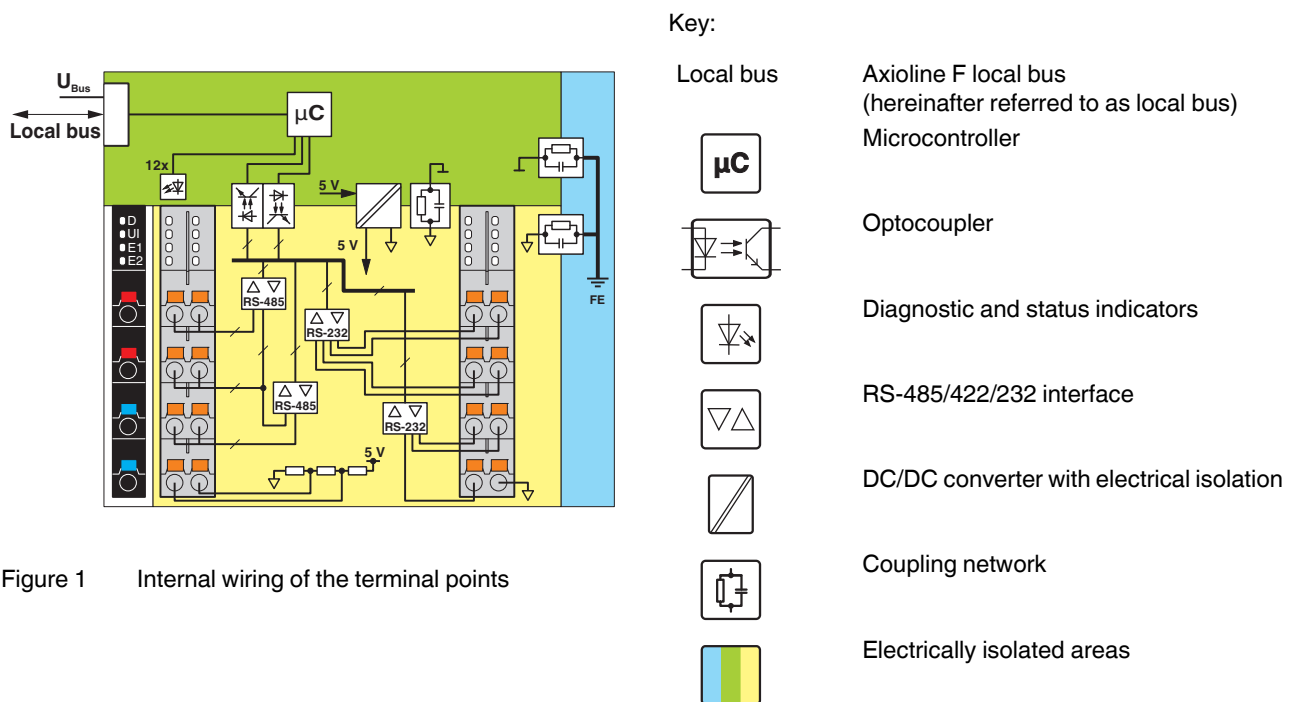 U Bus
Local bus
µC
12x
5 V
5 V
D
UI
E1
E2
RS-485
RS-232
FE
RS-485
RS-232
5 V
Figure 1 Internal wiring of the terminal points
Key:
Local bus Axioline F local bus
(hereinafter referred to as local bus)
µC Microcontroller
Optocoupler
Diagnostic and status indicators
RS-485/422/232 interface
DC/DC converter with electrical isolation
Coupling network
Electrically isolated areas